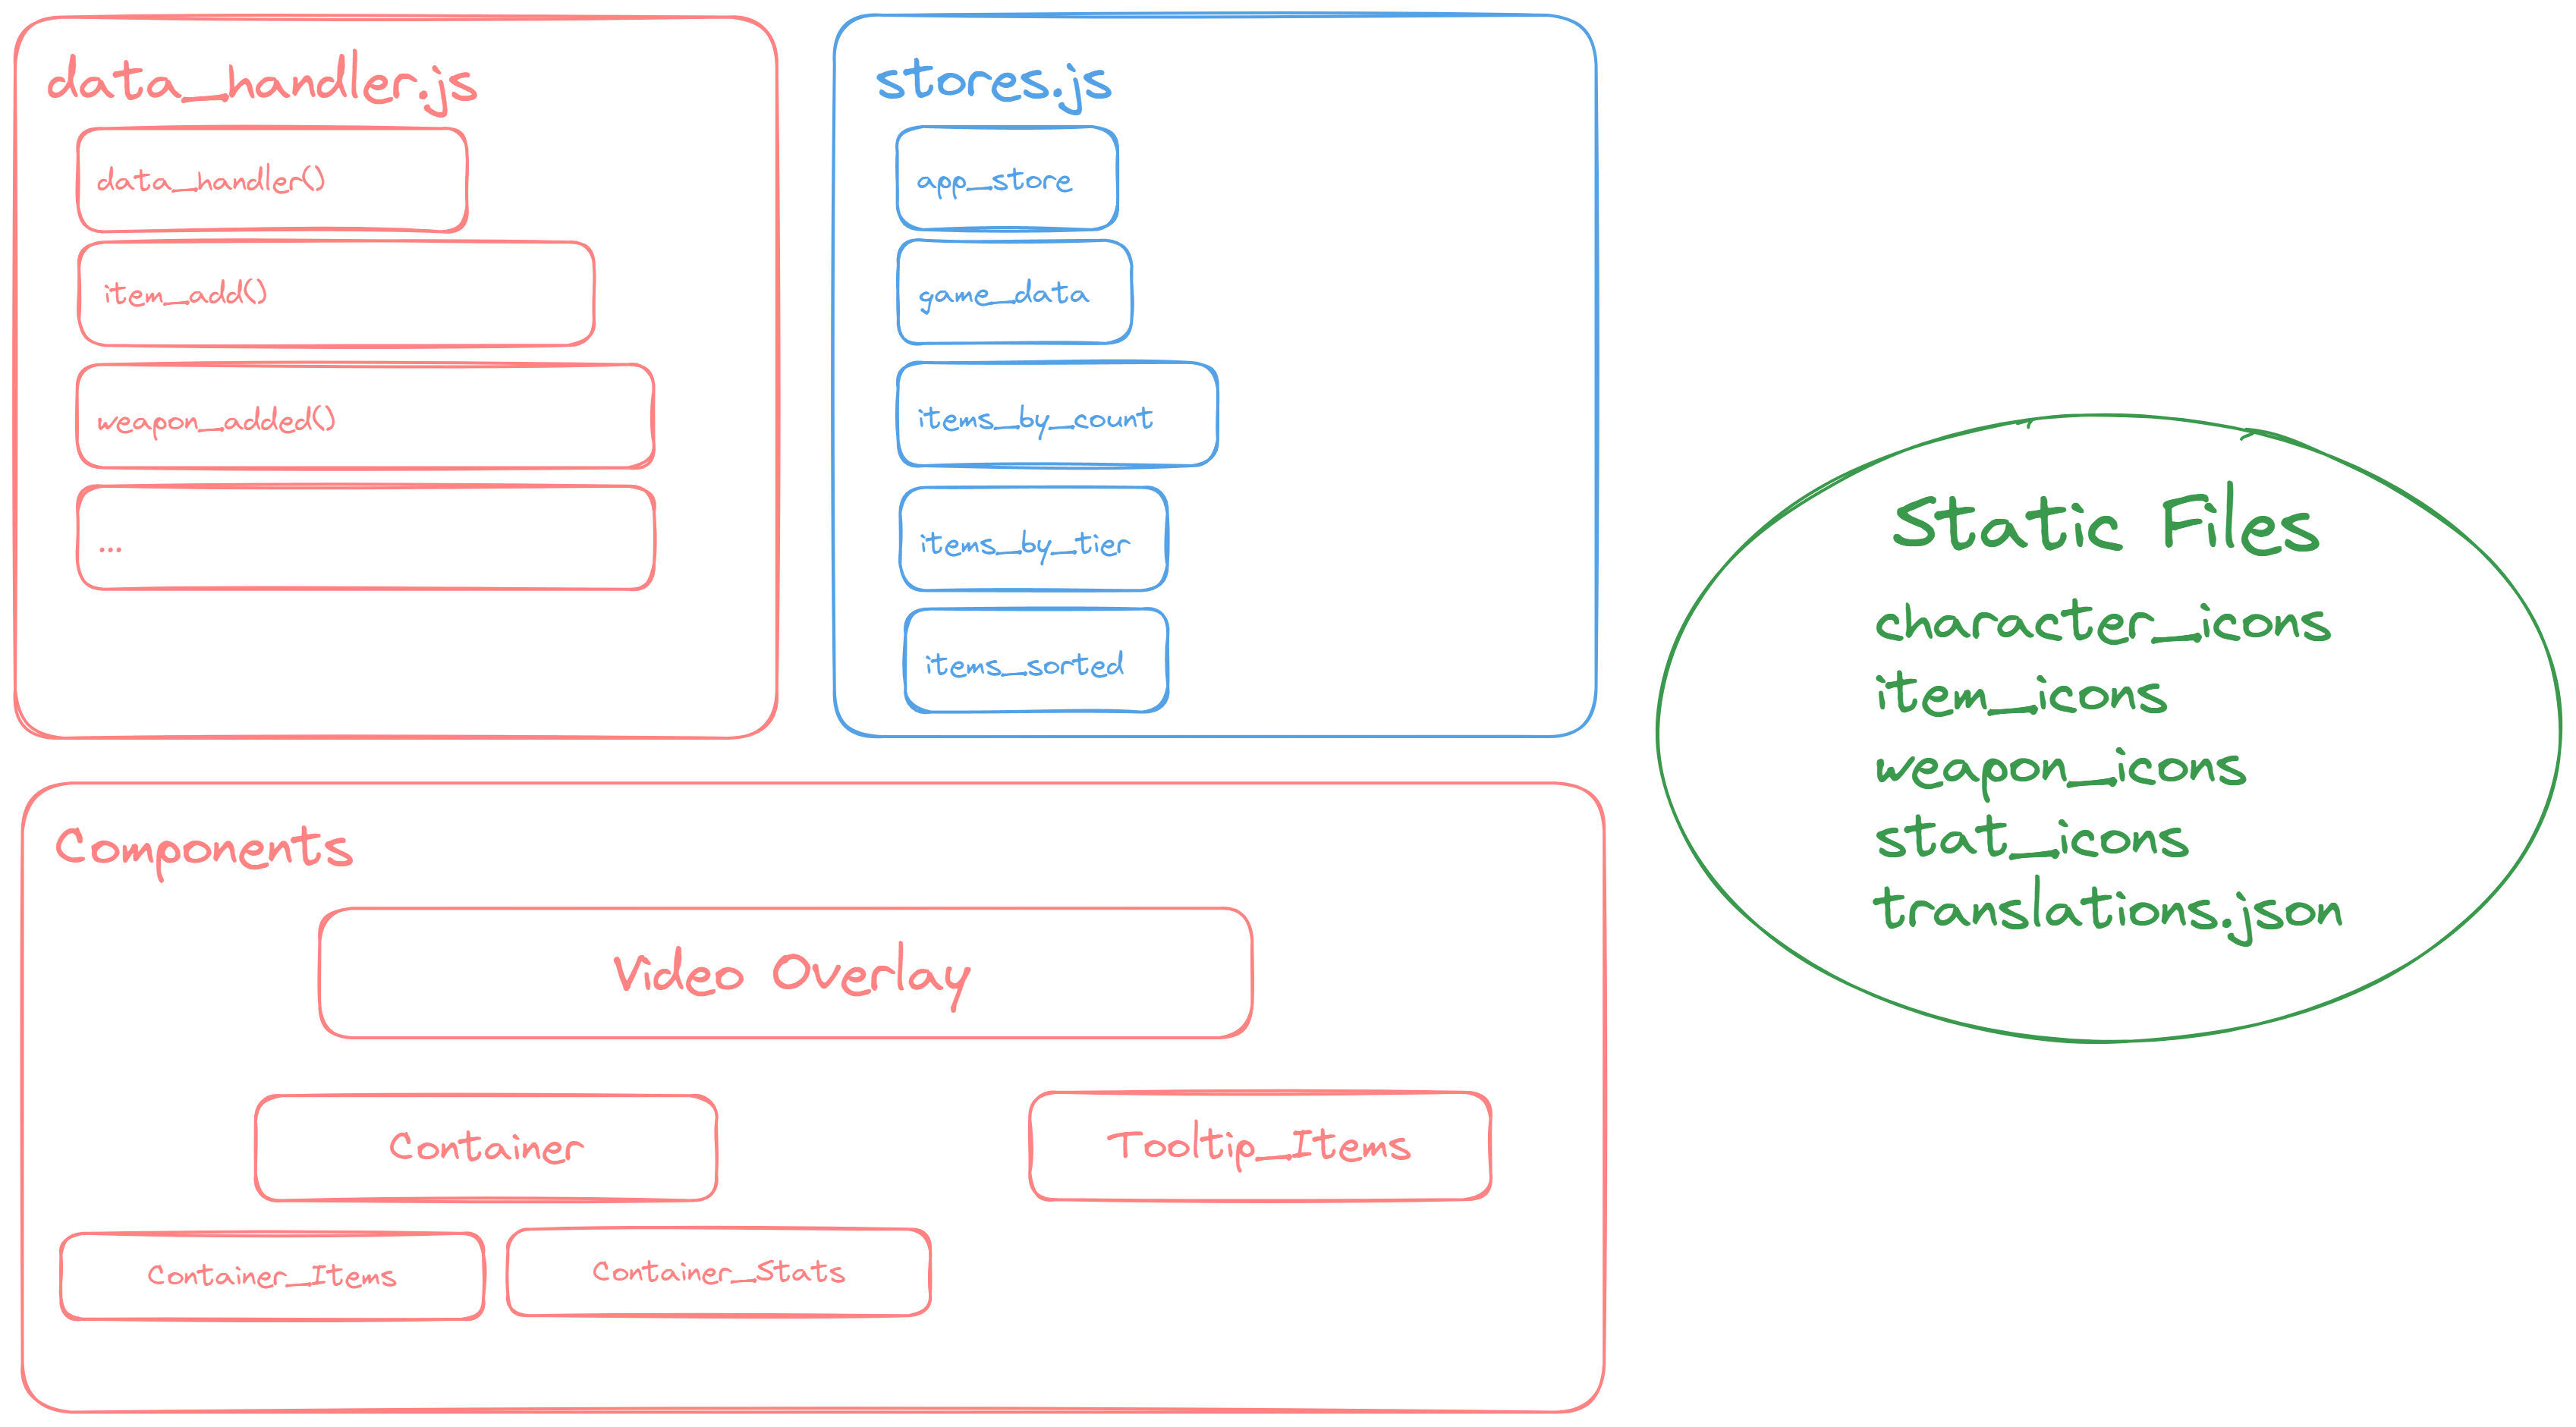 data_handler.js
data_handler()
item_add()
weapon_added()
...
stores.js
app_store
game_data
items_by_count
items_by_tier
items_sorted
Static Files
character_icons
item_icons
weapon_icons
stat_icons
translations.json
Components
Video Overlay
Container
Tooltip_Items
Container_Items
Container_Stats